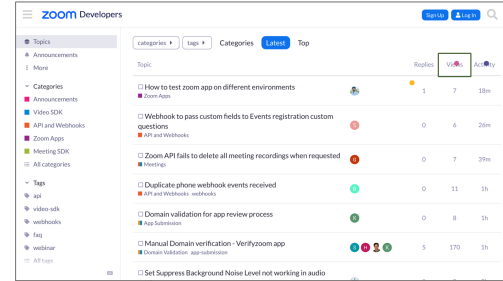 zoom Developers
Sign Up
Log In
Topics
Announcements
More
Categories
Announcements
Video SDK
API and Webhooks
Zoom Apps
Meeting SDK
All categories
Tags
api
video-sdk
webhooks
faq
webinar
All tags
categories
tags
Categories
Latest
Top
Topic
Replies
Views
Activity
How to test zoom app on different environments
Zoom Apps
1
7
18m
Webhook to pass custom fields to Events registration custom
questions
API and Webhooks
S
0
6
26m
Zoom API fails to delete all meeting recordings when requested
Meetings
0
7
39m
Duplicate phone webhook events received
API and Webhooks webhooks
0
11
1h
Domain validation for app review process
App Submission
K
0
8
1h
Manual Domain verification - Verifyzoom app
Domain Validation app-submission
H
K
5
170
1h
Set Suppress Background Noise Level not working in audio